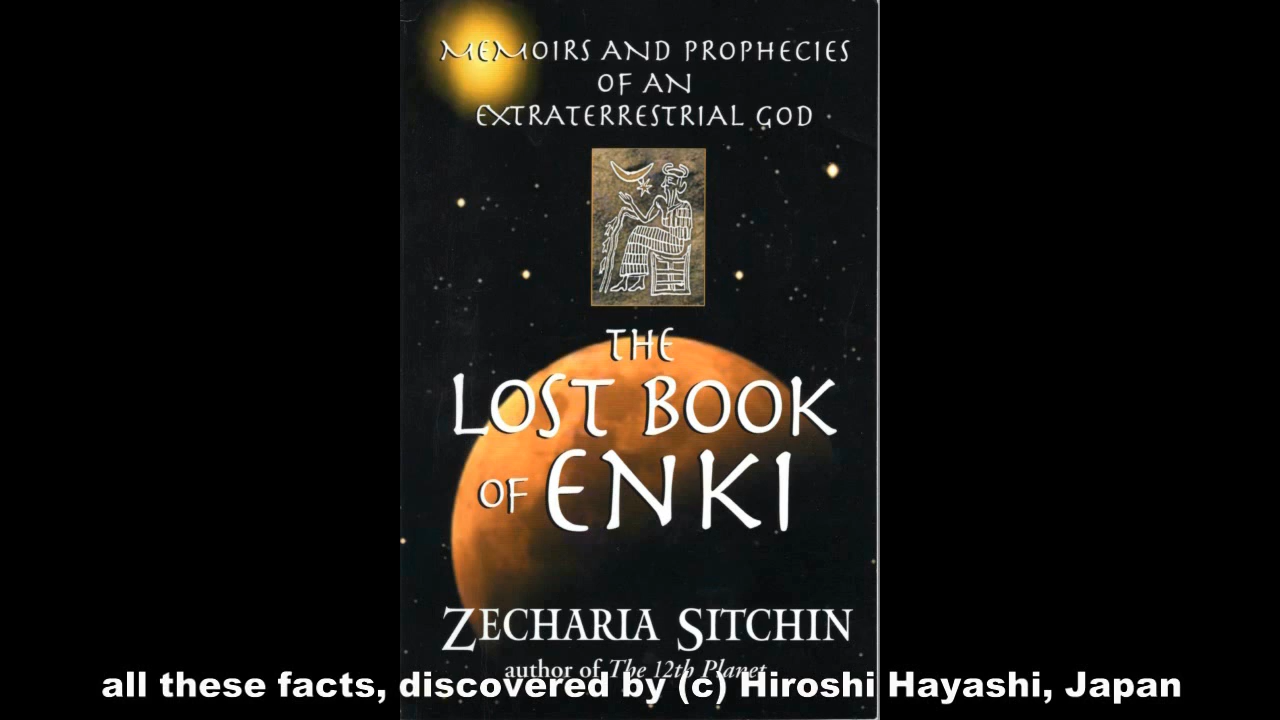 MEMOIRS AND PROPHECIES
OF AN
EXTRATERRESTRIAL GOD
THE
LOST BOOK
OF ENKI
ZECHARIA SITCHIN
author of The 12th Planet
all these facts, discovered by (c) Hiroshi Hayashi, Japan